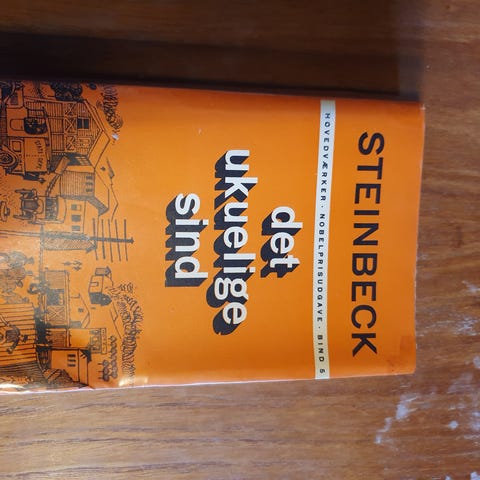 STEINBECK
HOVEDVÆRKER · NOBELPRISUDGAVE · BIND 5
det
ukuelige
sind